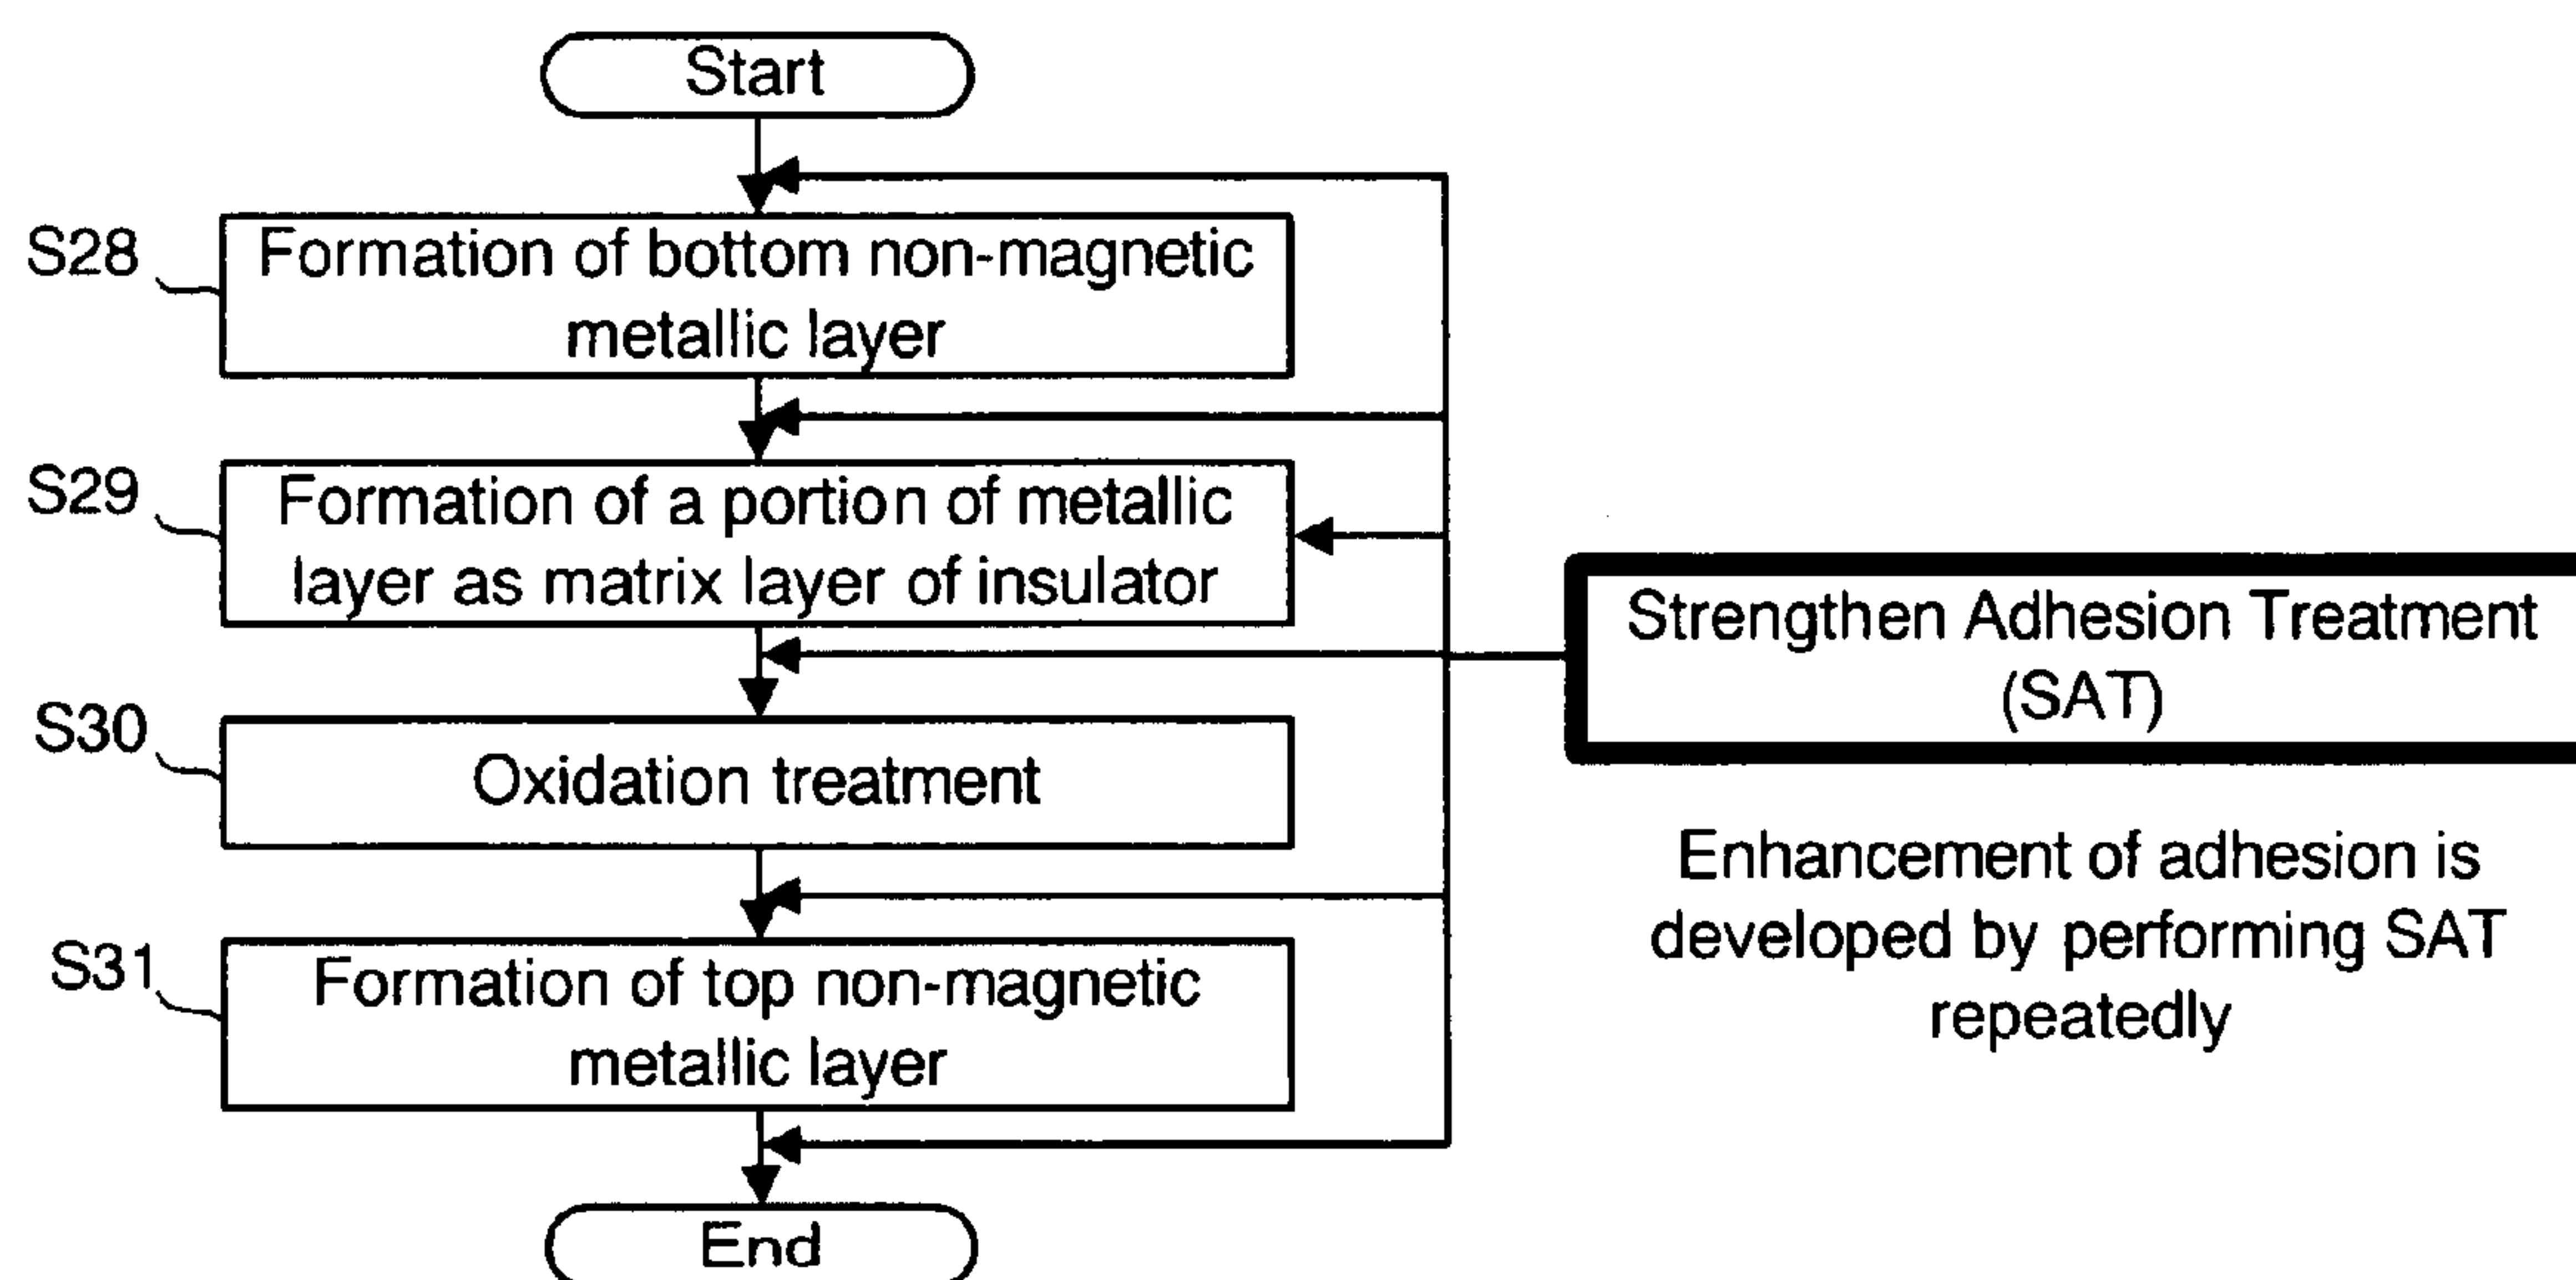 Start
S28
Formation of bottom non-magnetic
metallic layer
S29
Formation of a portion of metallic
layer as matrix layer of insulator
S30
Oxidation treatment
S31
Formation of top non-magnetic
metallic layer
End
Strengthen Adhesion Treatment
(SAT)
Enhancement of adhesion is
developed by performing SAT
repeatedly